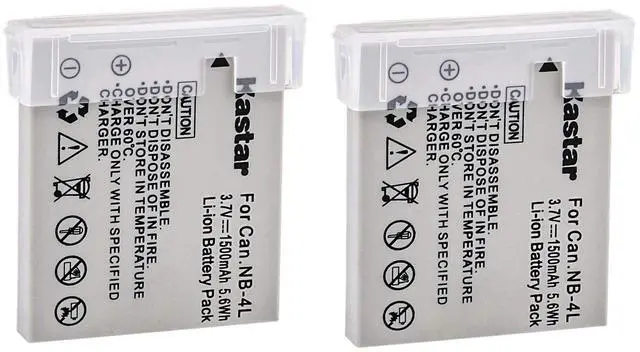 Kastar
For Can. NB-4L
3.7V⎓1500mAh 5.6Wh
Li-ion Battery Pack
CAUTION
•DON'T DISASSEMBLE.
•DON'T DISPOSE OF IN FIRE.
•DON'T STORE IN TEMPERATURE
OVER 60°C.
•CHARGE ONLY WITH SPECIFIED
CHARGER.
Kastar
For Can. NB-4L
3.7V⎓1500mAh 5.6Wh
Li-ion Battery Pack
CAUTION
•DON'T DISASSEMBLE.
•DON'T DISPOSE OF IN FIRE.
•DON'T STORE IN TEMPERATURE
OVER 60°C.
•CHARGE ONLY WITH SPECIFIED
CHARGER.